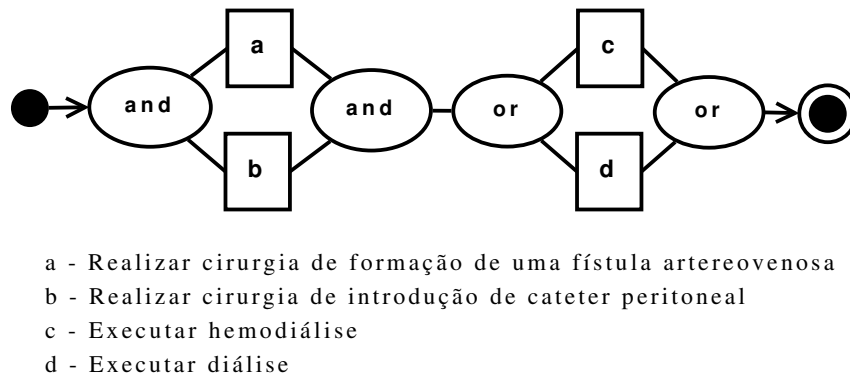 a
c
and
and
or
or
b
d
a - Realizar cirurgia de formação de uma fístula artereovenosa
b - Realizar cirurgia de introdução de cateter peritoneal
c - Executar hemodiálise
d - Executar diálise